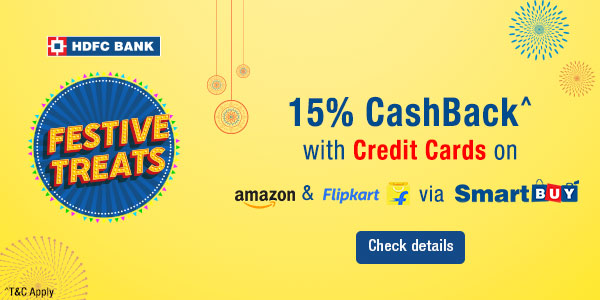 HDFC BANK
FESTIVE
TREATS
15% CashBack^
with Credit Cards on
amazon & Flipkart via SmartBUY
Check details
^T&C Apply